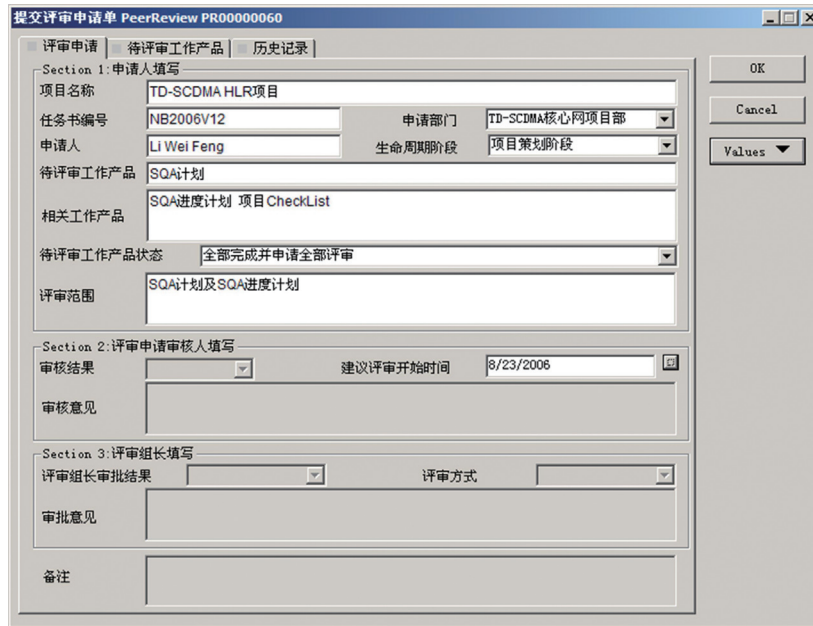 提交评审申请单 PeerReview PR00000060
评审申请 待评审工作产品 历史记录
Section 1:申请人填写
项目名称 TD-SCDMA HLR项目
任务书编号 NB2006V12 申请部门 TD-SCDMA核心网项目部
申请人 Li Wei Feng 生命周期阶段 项目策划阶段
待评审工作产品 SQA计划
相关工作产品 SQA进度计划 项目CheckList
待评审工作产品状态 全部完成并申请全部评审
评审范围 SQA计划及SQA进度计划
Section 2:评审申请审核人填写
审核结果 建议评审开始时间 8/23/2006
审核意见
Section 3:评审组长填写
评审组长审批结果 评审方式
审批意见
备注
OK
Cancel
Values